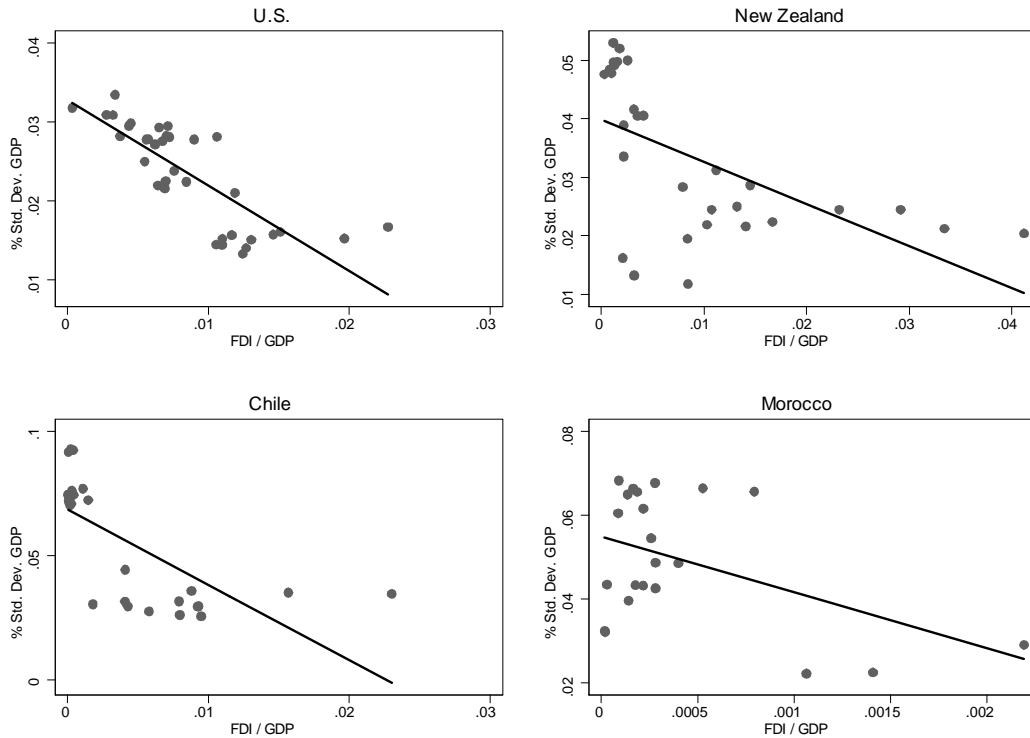 U.S.
% Std. Dev. GDP
.04
.03
.02
.01
0 .01 .02 .03
FDI / GDP
New Zealand
% Std. Dev. GDP
.05
.04
.03
.02
.01
0 .01 .02 .03 .04
FDI / GDP
Chile
% Std. Dev. GDP
.1
.05
0
0 .01 .02 .03
FDI / GDP
Morocco
% Std. Dev. GDP
.08
.06
.04
.02
0 .0005 .001 .0015 .002
FDI / GDP